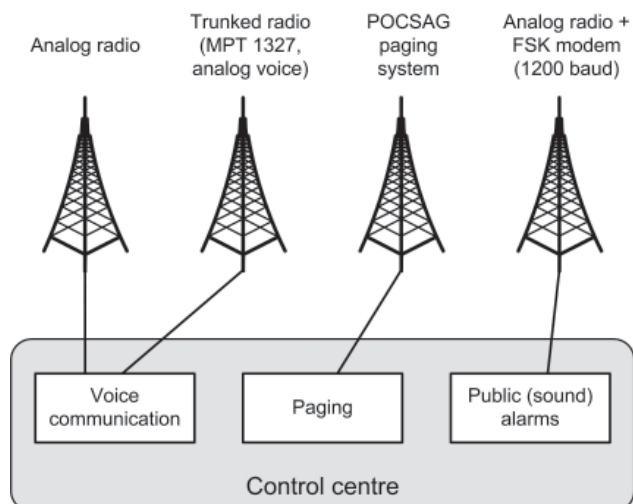 Analog radio
Trunked radio
(MPT 1327,
analog voice)
POCSAG
paging
system
Analog radio +
FSK modem
(1200 baud)
Voice
communication
Paging
Public (sound)
alarms
Control centre